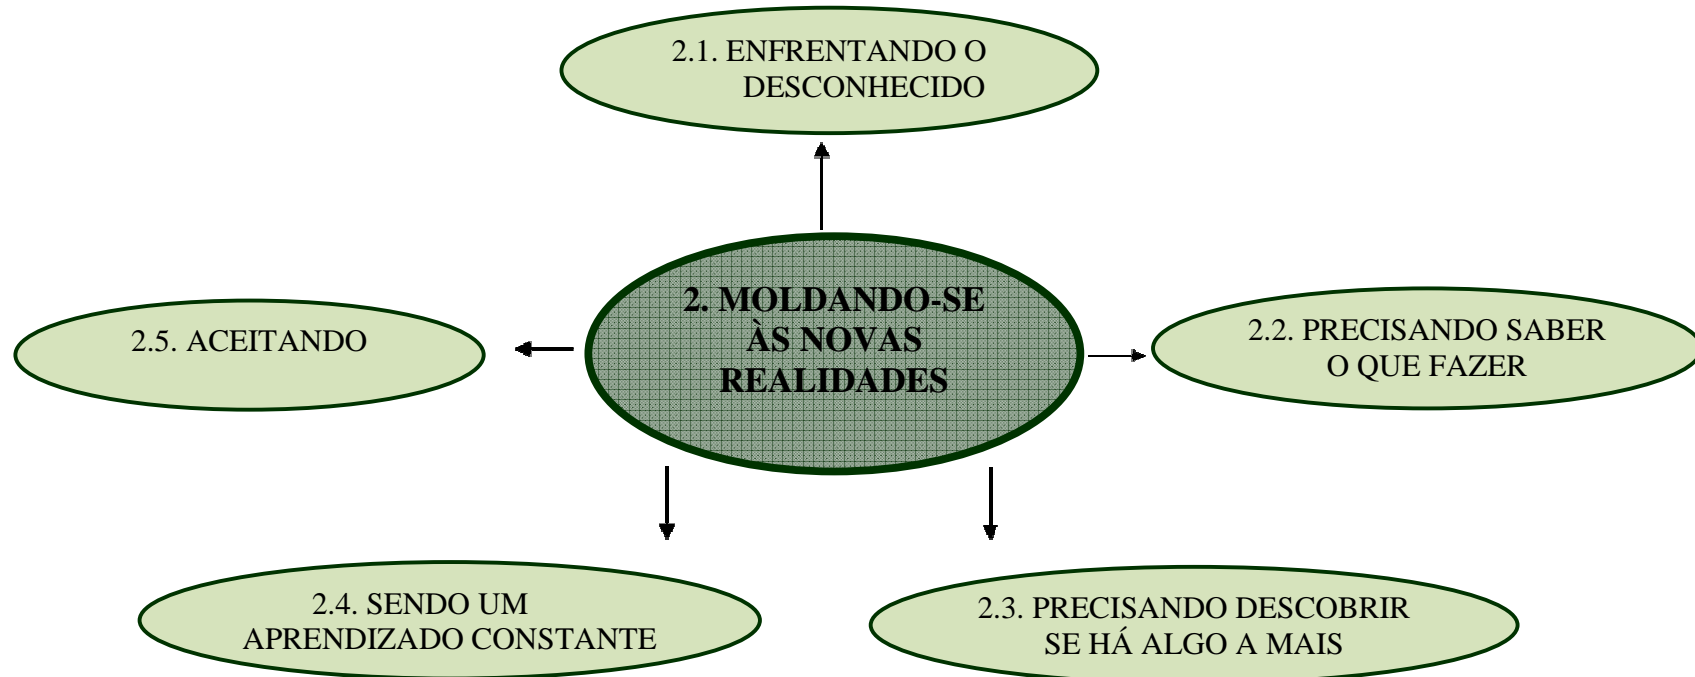 2.1. ENFRENTANDO O
DESCONHECIDO
2. MOLDANDO-SE
ÀS NOVAS
REALIDADES
2.5. ACEITANDO
2.2. PRECISANDO SABER
O QUE FAZER
2.4. SENDO UM
APRENDIZADO CONSTANTE
2.3. PRECISANDO DESCOBRIR
SE HÁ ALGO A MAIS